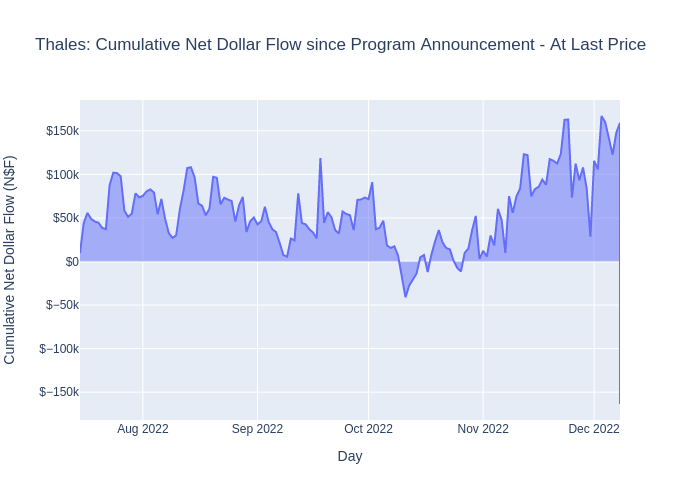 Thales: Cumulative Net Dollar Flow since Program Announcement - At Last Price
Cumulative Net Dollar Flow (N$F)
$150k
$100k
$50k
$0
$−50k
$−100k
$−150k
Aug 2022
Sep 2022
Oct 2022
Nov 2022
Dec 2022
Day